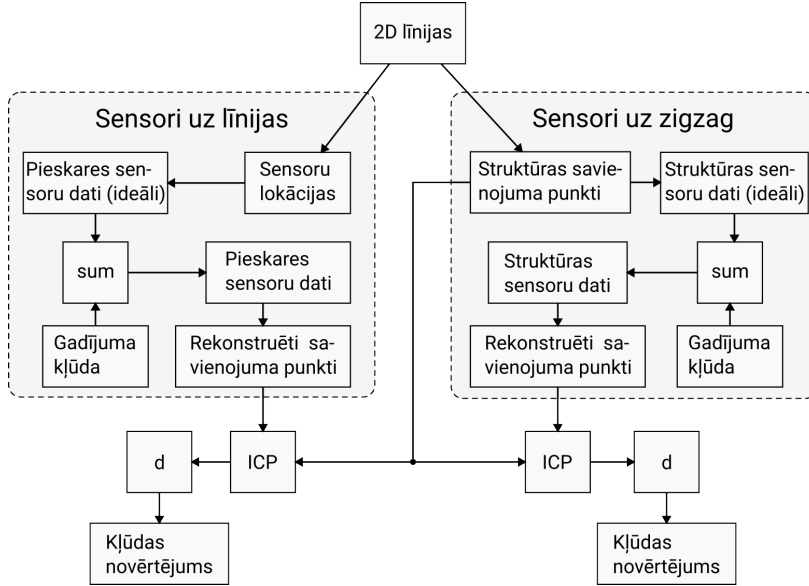 2D līnijas
Sensori uz līnijas
Pieskares sen-
soru dati (ideāli)
Sensoru
lokācijas
sum
Pieskares
sensoru dati
Gadījuma
kļūda
Rekonstruēti sa-
vienojuma punkti
Sensori uz zigzag
Struktūras savie-
nojuma punkti
Struktūras sen-
soru dati (ideāli)
Struktūras
sensoru dati
sum
Rekonstruēti sa-
vienojuma punkti
Gadījuma
kļūda
d
ICP
ICP
d
Kļūdas
novērtējums
Kļūdas
novērtējums